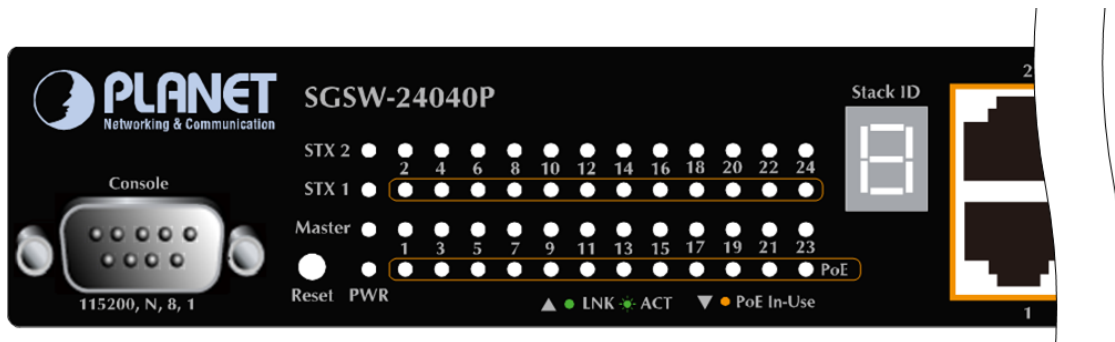 PLANET
Networking & Communication
SGSW-24040P
Stack ID
2
STX 2
2 4 6 8 10 12 14 16 18 20 22 24
STX 1
Console
Master
1 3 5 7 9 11 13 15 17 19 21 23
PoE
Reset PWR
115200, N, 8, 1
▲ ● LNK ACT ▼ ● PoE In-Use
1